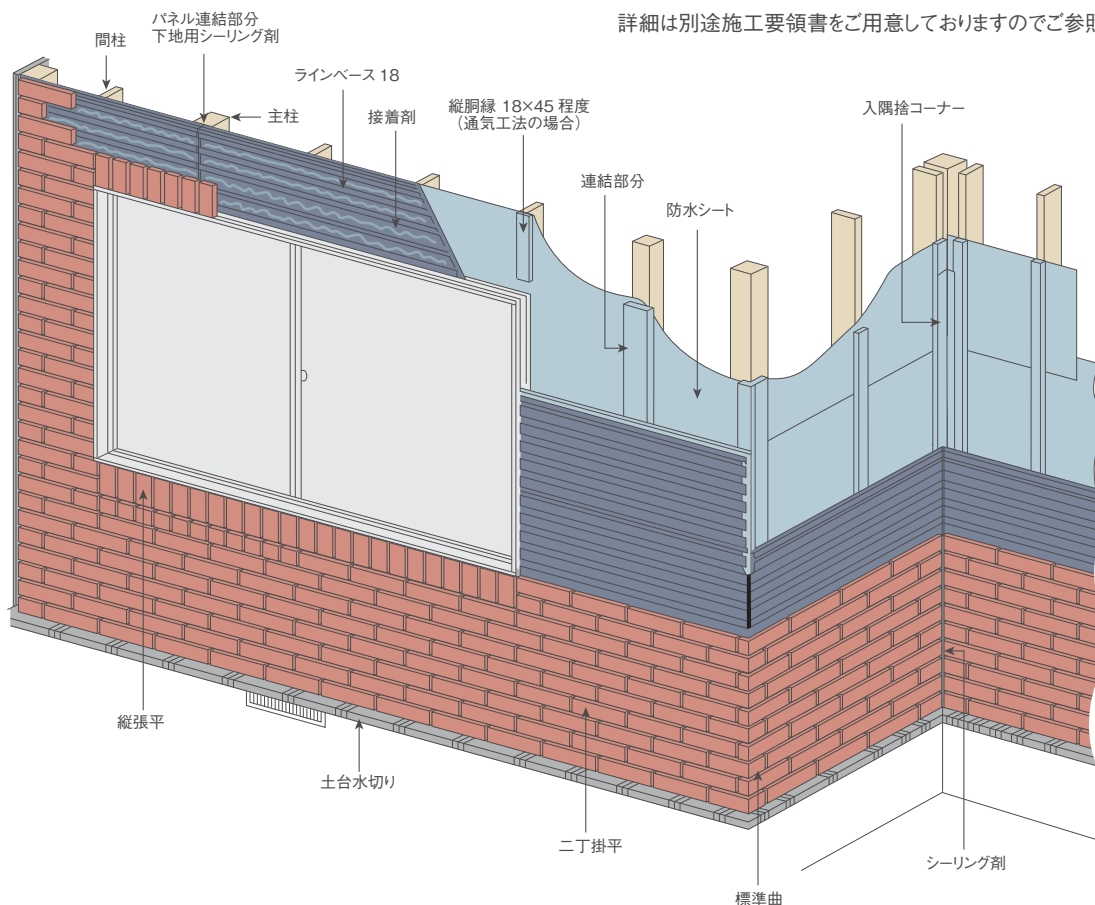 詳細は別途施工要領書をご用意しておりますのでご参照
パネル連結部分
下地用シーリング剤
間柱
ラインベース 18
主柱
接着剤
縦胴縁 18×45 程度
（通気工法の場合）
入隅捨コーナー
連結部分
防水シート
縦張平
土台水切り
二丁掛平
シーリング剤
標準曲